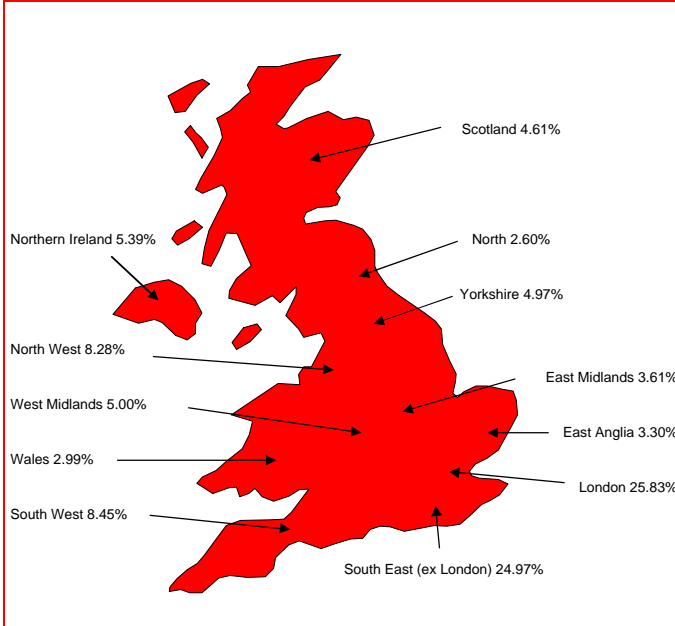 Scotland 4.61%
Northern Ireland 5.39%
North 2.60%
Yorkshire 4.97%
North West 8.28%
East Midlands 3.61%
West Midlands 5.00%
East Anglia 3.30%
Wales 2.99%
London 25.83%
South West 8.45%
South East (ex London) 24.97%